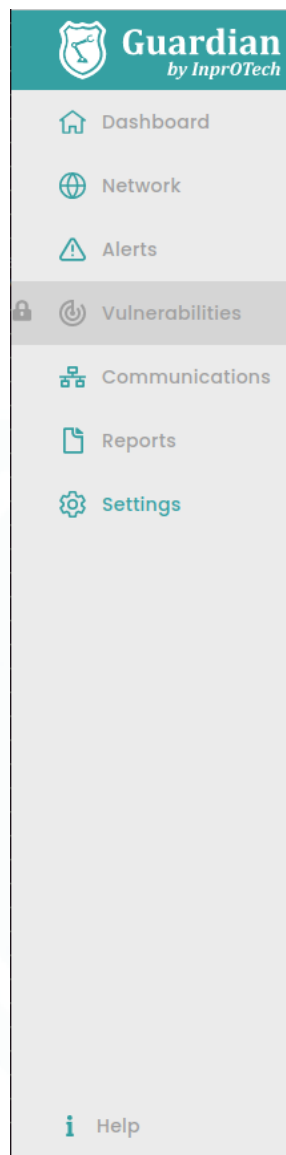 Guardian
by InprOTech
Dashboard
Network
Alerts
Vulnerabilities
Communications
Reports
Settings
Help